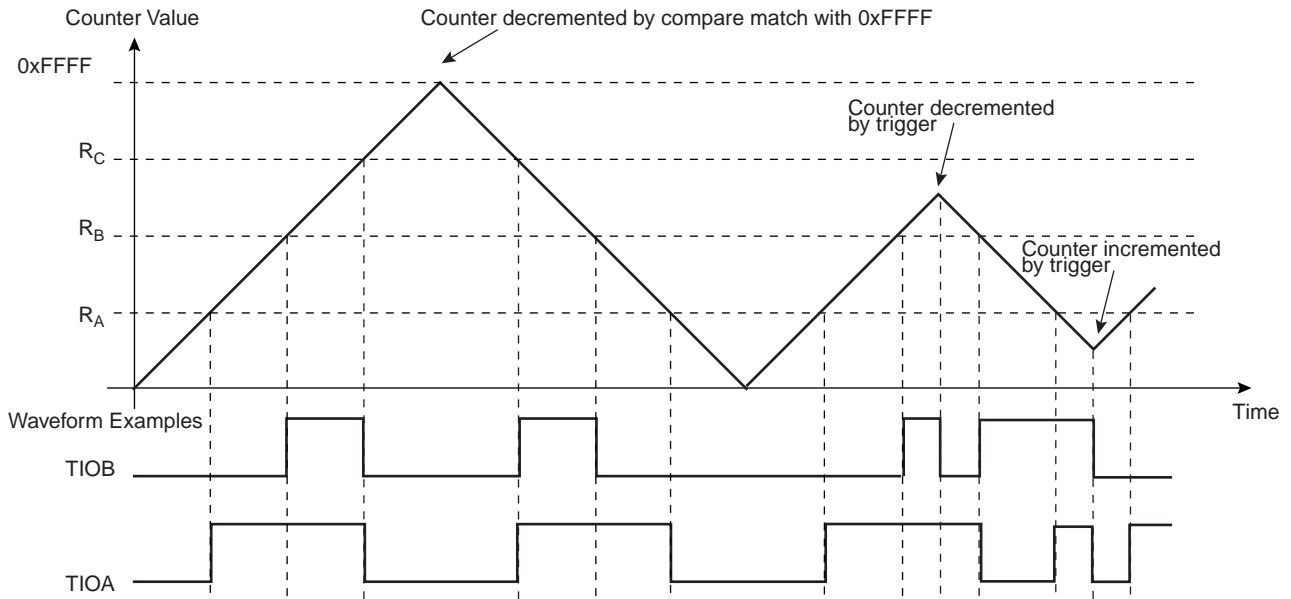 Counter Value
Counter decremented by compare match with 0xFFFF
0xFFFF
Counter decremented
by trigger
RC
RB
Counter incremented
by trigger
RA
Time
Waveform Examples
TIOB
TIOA